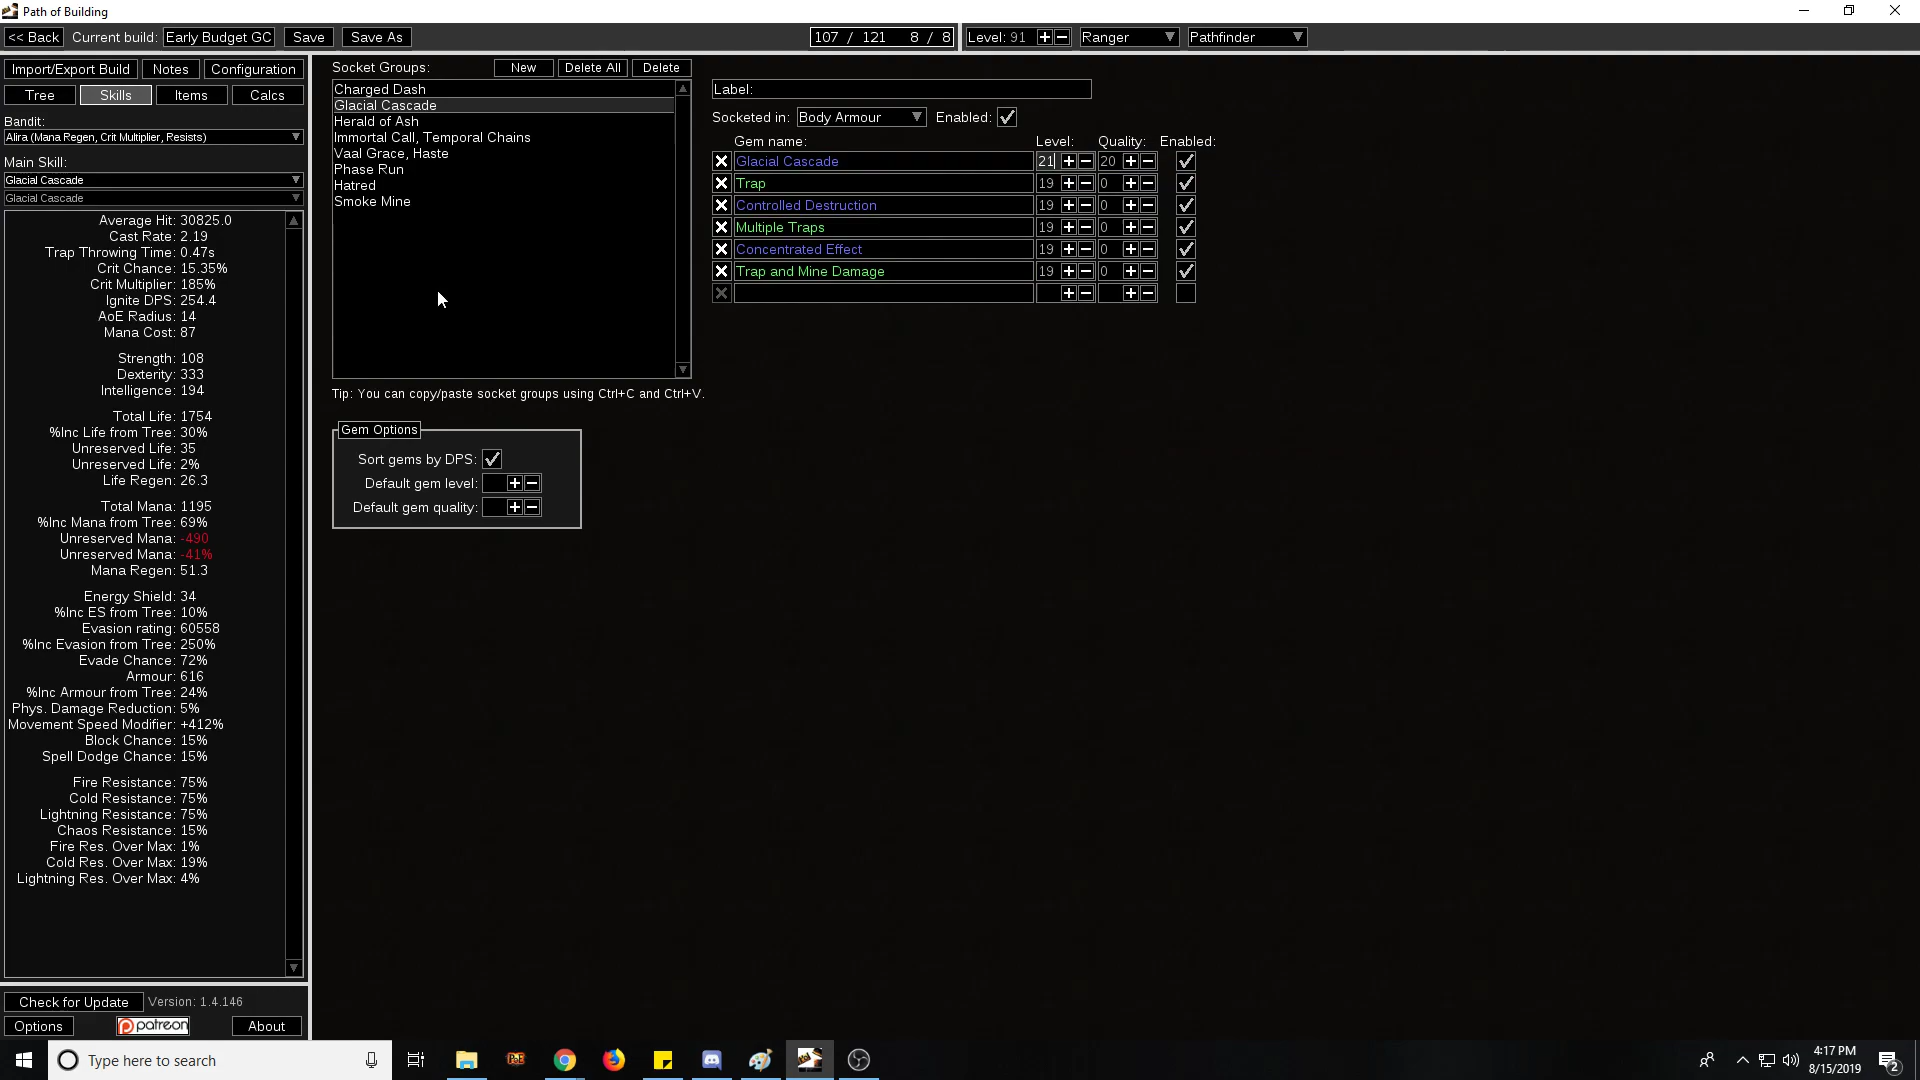 Path of Building
<< Back Current build: Early Budget GC Save Save As 107 / 121 8 / 8 Level: 91 Ranger Pathfinder
Import/Export Build Notes Configuration
Tree Skills Items Calcs
Bandit:
Alira (Mana Regen, Crit Multiplier, Resists)
Main Skill:
Glacial Cascade
Glacial Cascade
Average Hit: 30825.0
Cast Rate: 2.19
Trap Throwing Time: 0.47s
Crit Chance: 15.35%
Crit Multiplier: 185%
Ignite DPS: 254.4
AoE Radius: 14
Mana Cost: 87
Strength: 108
Dexterity: 333
Intelligence: 194
Total Life: 1754
%Inc Life from Tree: 30%
Unreserved Life: 35
Unreserved Life: 2%
Life Regen: 26.3
Total Mana: 1195
%Inc Mana from Tree: 69%
Unreserved Mana: -490
Unreserved Mana: -41%
Mana Regen: 51.3
Energy Shield: 34
%Inc ES from Tree: 10%
Evasion rating: 60558
%Inc Evasion from Tree: 250%
Evade Chance: 72%
Armour: 616
%Inc Armour from Tree: 24%
Phys. Damage Reduction: 5%
Movement Speed Modifier: +412%
Block Chance: 15%
Spell Dodge Chance: 15%
Fire Resistance: 75%
Cold Resistance: 75%
Lightning Resistance: 75%
Chaos Resistance: 15%
Fire Res. Over Max: 1%
Cold Res. Over Max: 19%
Lightning Res. Over Max: 4%
Check for Update Version: 1.4.146
Options patreon About
Socket Groups: New Delete All Delete
Charged Dash
Glacial Cascade
Herald of Ash
Immortal Call, Temporal Chains
Vaal Grace, Haste
Phase Run
Hatred
Smoke Mine
Tip: You can copy/paste socket groups using Ctrl+C and Ctrl+V.
Gem Options
Sort gems by DPS:
Default gem level:
Default gem quality:
Label:
Socketed in: Body Armour Enabled:
Gem name: Level: Quality: Enabled:
Glacial Cascade 21 20
Trap 19 0
Controlled Destruction 19 0
Multiple Traps 19 0
Concentrated Effect 19 0
Trap and Mine Damage 19 0
Type here to search
4:17 PM
8/15/2019
2